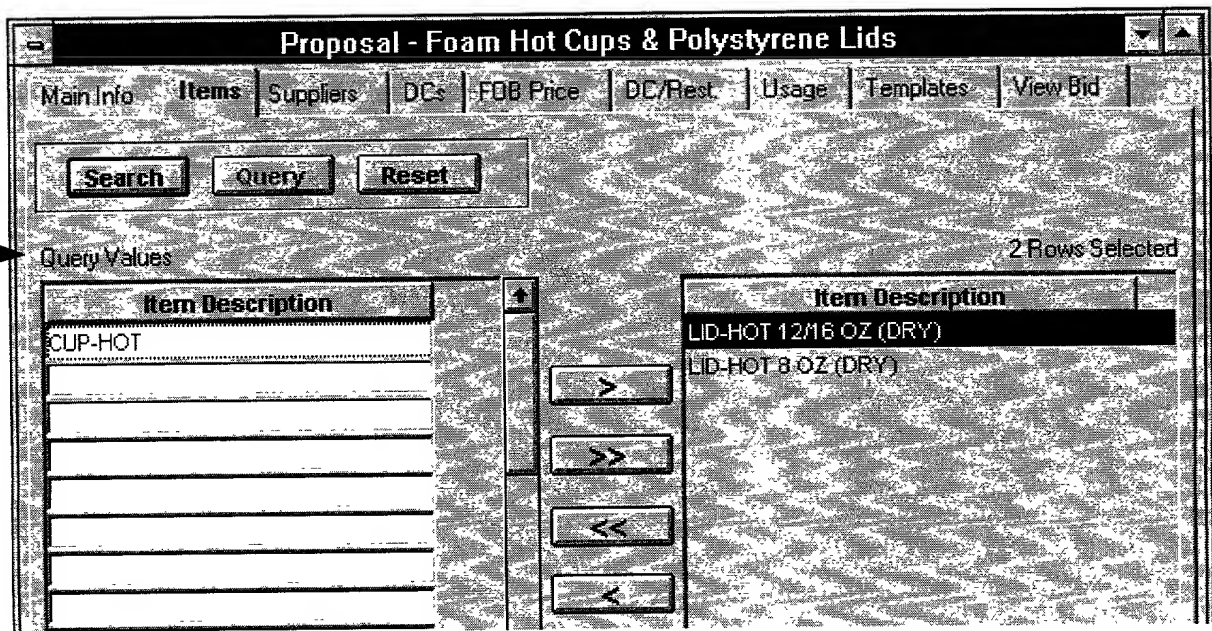 Proposal - Foam Hot Cups & Polystyrene Lids
Main Info Items Suppliers DCs FOB Price DC/Rest. Usage Templates View Bid
Search Query Reset
Query Values
2 Rows Selected
Item Description
CUP-HOT
>
>>
<<
<
Item Description
LID-HOT 12/16 OZ (DRY)
LID-HOT 8 OZ (DRY)